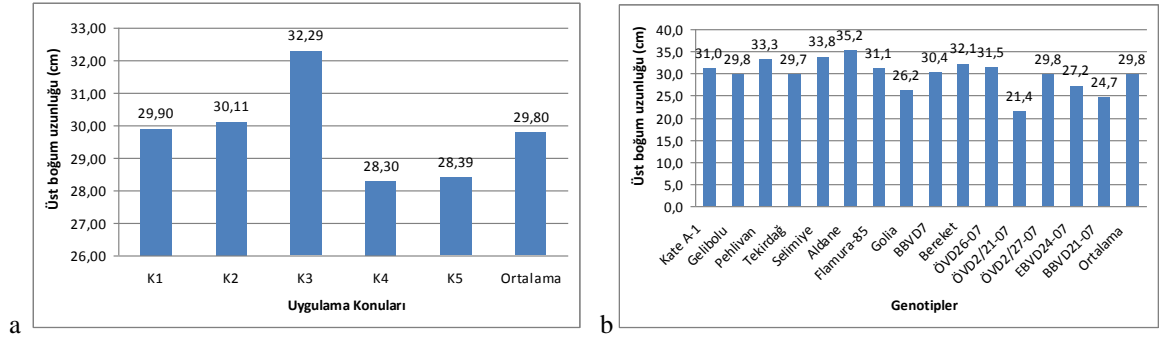 Üst boğum uzunluğu (cm)
33,00
32,00
31,00
30,00
29,00
28,00
27,00
26,00
29,90
30,11
32,29
28,30
28,39
29,80
K1
K2
K3
K4
K5
Ortalama
Uygulama Konuları
a
Üst boğum uzunluğu (cm)
40,0
35,0
30,0
25,0
20,0
15,0
10,0
5,0
0,0
31,0
29,8
33,3
29,7
33,8
35,2
31,1
26,2
30,4
32,1
31,5
21,4
29,8
27,2
24,7
29,8
Kate A-1
Gelibolu
Pehlivan
Tekirdağ
Selimiye
Aldane
Flamura-85
Golia
BBVD7
Bereket
ÖVD26-07
ÖVD2/21-07
ÖVD2/27-07
EBVD24-07
BBVD21-07
Ortalama
Genotipler
b